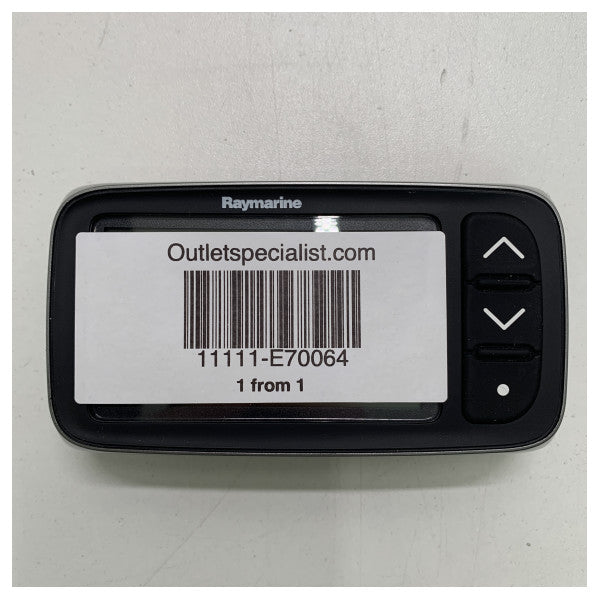 Raymarine
Outletspecialist.com
11111-E70064
1 from 1